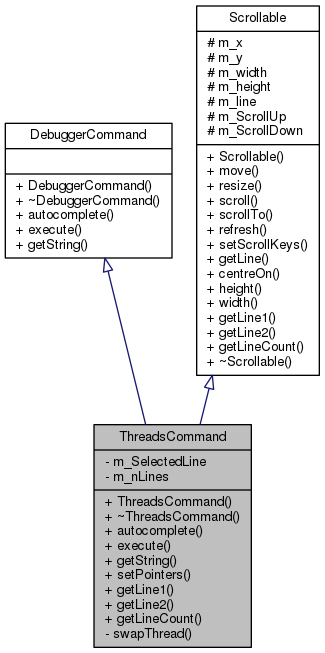 Scrollable
# m_x
# m_y
# m_width
# m_height
# m_line
# m_ScrollUp
# m_ScrollDown
+ Scrollable()
+ move()
+ resize()
+ scroll()
+ scrollTo()
+ refresh()
+ setScrollKeys()
+ getLine()
+ centreOn()
+ height()
+ width()
+ getLine1()
+ getLine2()
+ getLineCount()
+ ~Scrollable()
DebuggerCommand
+ DebuggerCommand()
+ ~DebuggerCommand()
+ autocomplete()
+ execute()
+ getString()
ThreadsCommand
- m_SelectedLine
- m_nLines
+ ThreadsCommand()
+ ~ThreadsCommand()
+ autocomplete()
+ execute()
+ getString()
+ setPointers()
+ getLine1()
+ getLine2()
+ getLineCount()
- swapThread()